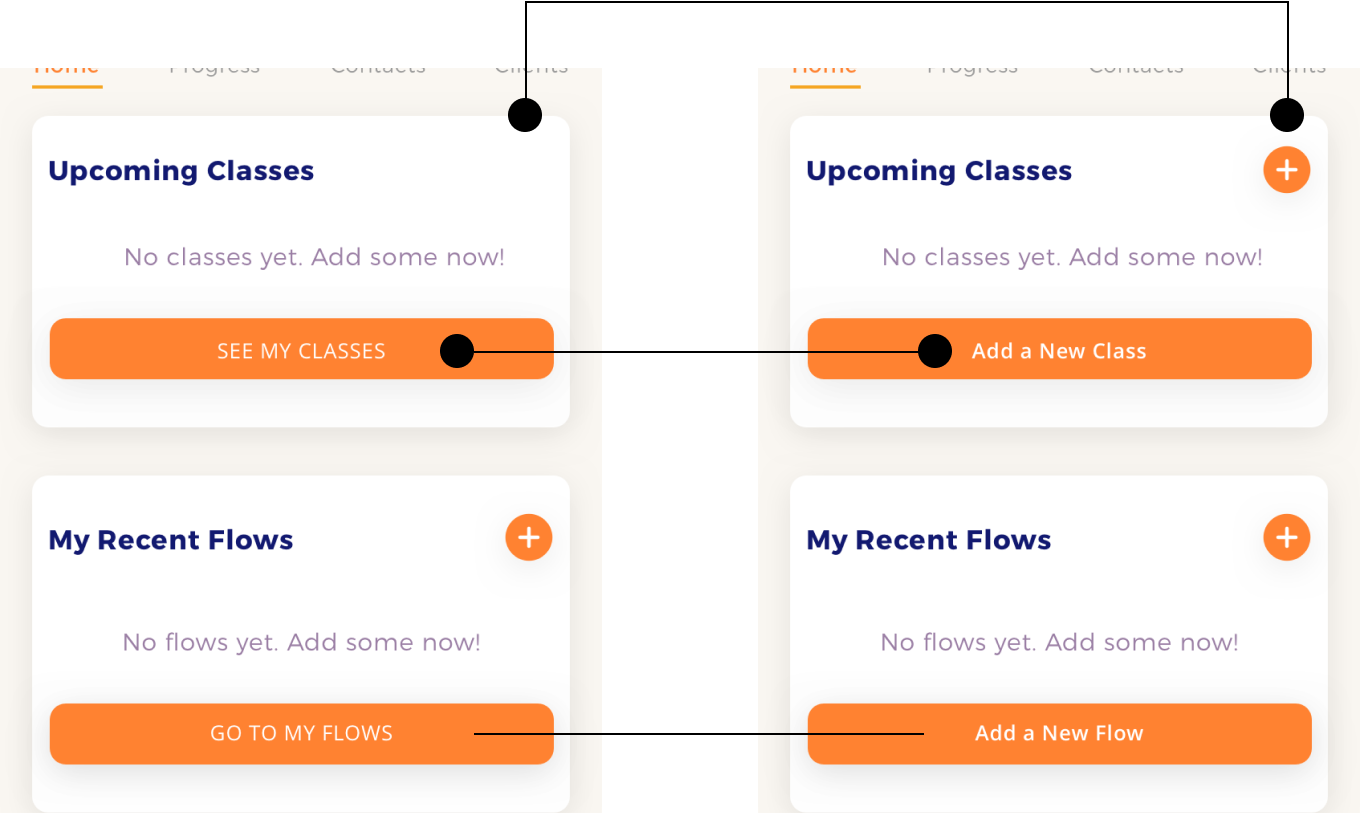 Home Progress Contacts Clients
Upcoming Classes
No classes yet. Add some now!
SEE MY CLASSES
My Recent Flows
No flows yet. Add some now!
GO TO MY FLOWS
Home Progress Contacts Clients
Upcoming Classes
No classes yet. Add some now!
Add a New Class
My Recent Flows
No flows yet. Add some now!
Add a New Flow